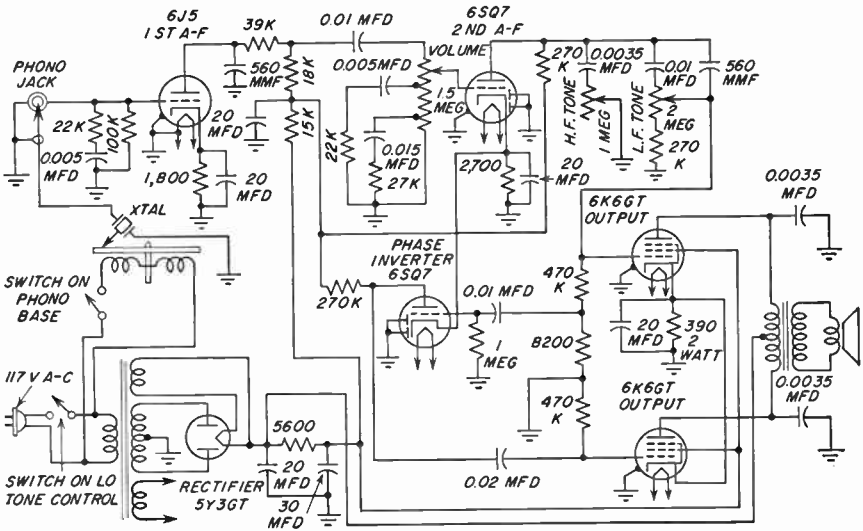 6J5
1 ST A-F
39K
0.01 MFD
6SQ7
2ND A-F
VOLUME
270
K
0.0035
MFD
0.01
MFD
560
MMF
PHONO
JACK
560
MMF
18K
0.005MFD
1.5
MEG
H.F. TONE
1 MEG
L.F. TONE
2
MEG
270
K
22K
100K
0.005
MFD
20
MFD
15K
22K
0.015
MFD
27K
2,700
20
MFD
1,800
20
MFD
0.0035
MFD
XTAL
6K6GT
OUTPUT
PHASE
INVERTER
6SQ7
SWITCH ON
PHONO
BASE
270K
0.01 MFD
470
K
1
MEG
8200
20
MFD
390
2
WATT
117 V A-C
470
K
6K6GT
OUTPUT
0.0035
MFD
5600
SWITCH ON LO
TONE CONTROL
RECTIFIER
5Y3GT
20
MFD
30
MFD
0.02 MFD